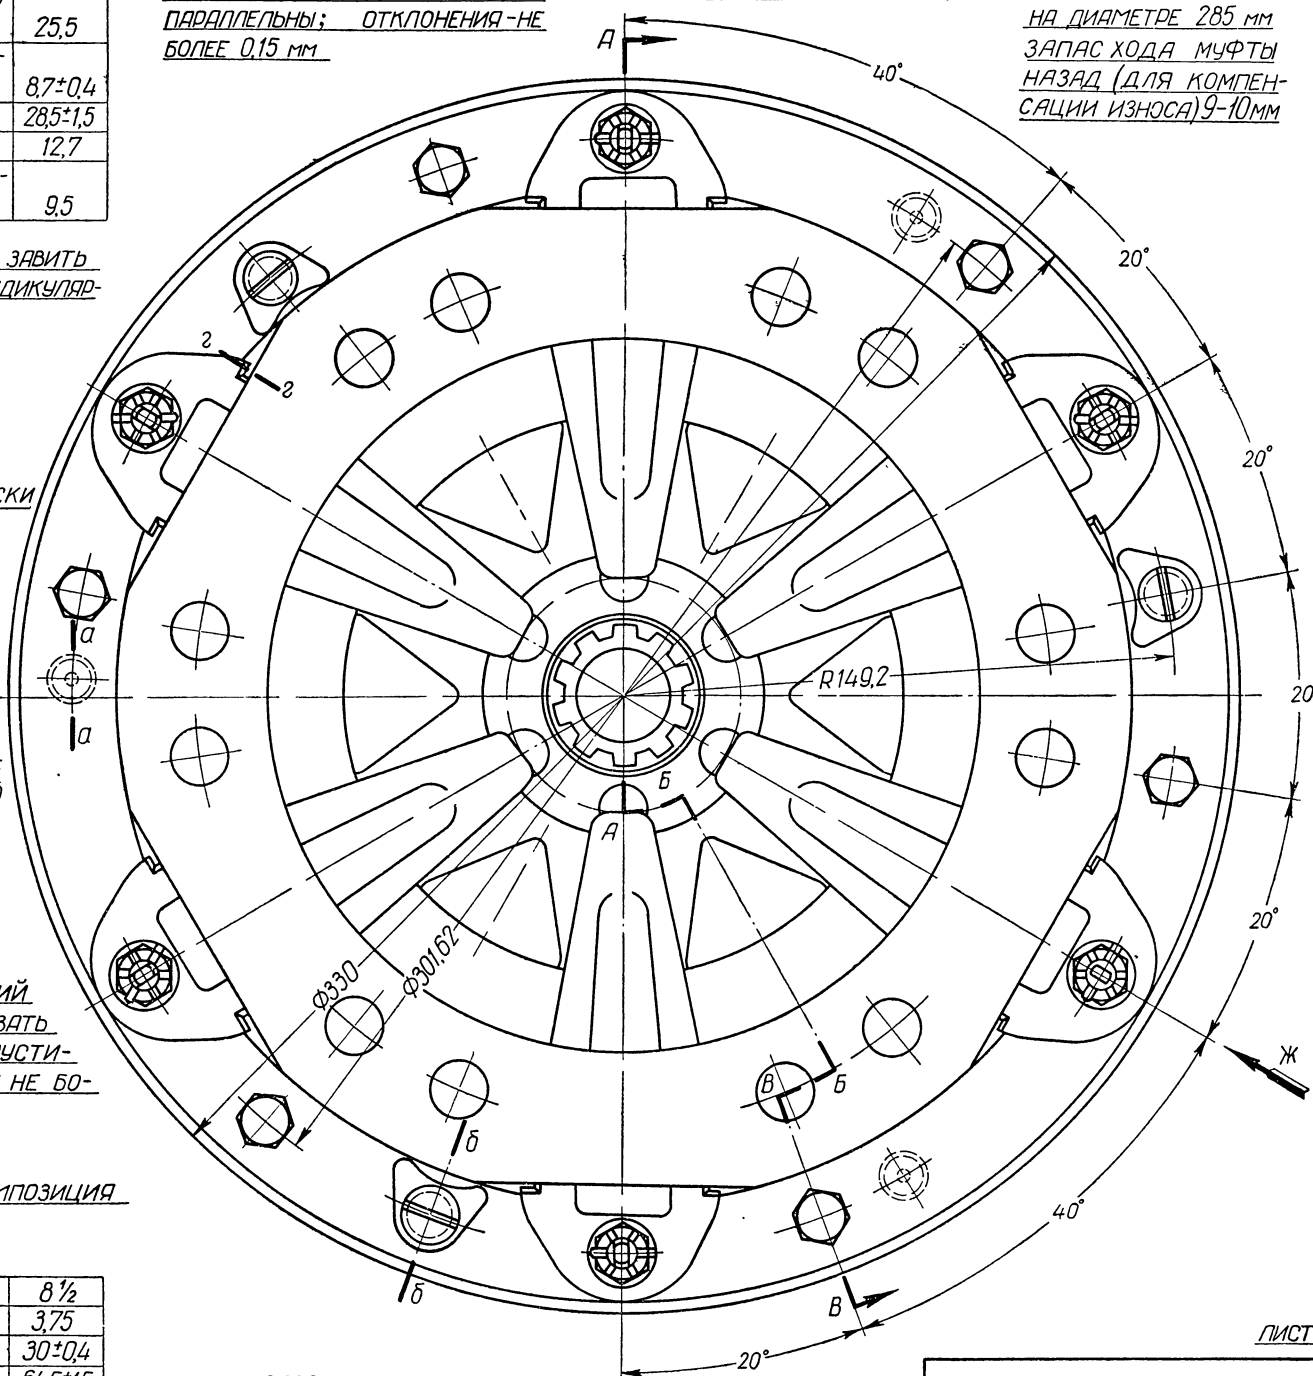 25,5
8,7±0,4
28,5±1,5
12,7
9,5
ПАРАЛЛЕЛЬНЫ; ОТКЛОНЕНИЯ-НЕ
БОЛЕЕ 0,15 мм
НА ДИАМЕТРЕ 285 мм
ЗАПАС ХОДА МУФТЫ
НАЗАД (ДЛЯ КОМПЕН-
САЦИИ ИЗНОСА) 9-10мм
А
40°
ЗАВИТЬ
ДИКУЛЯР-
20°
г
г
20°
СКИ
а
R149,2
20
а
Б
А
20°
Ф330
Ф301,62
ИЙ
ВАТЬ
УСТИ-
НЕ БО-
В
Б
Ж
б
МПОЗИЦИЯ
40°
б
В
8 1/2
3,75
30±0,4
20°
ЛИСТ